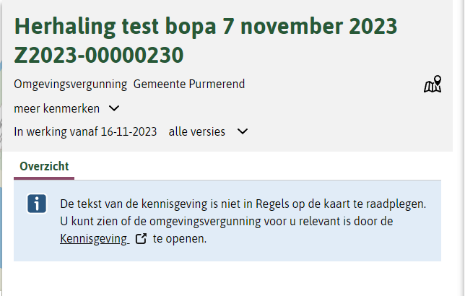 Herhaling test bopa 7 november 2023
Z2023-00000230
Omgevingsvergunning Gemeente Purmerend
meer kenmerken
In werking vanaf 16-11-2023 alle versies
Overzicht
De tekst van de kennisgeving is niet in Regels op de kaart te raadplegen.
U kunt zien of de omgevingsvergunning voor u relevant is door de
Kennisgeving te openen.